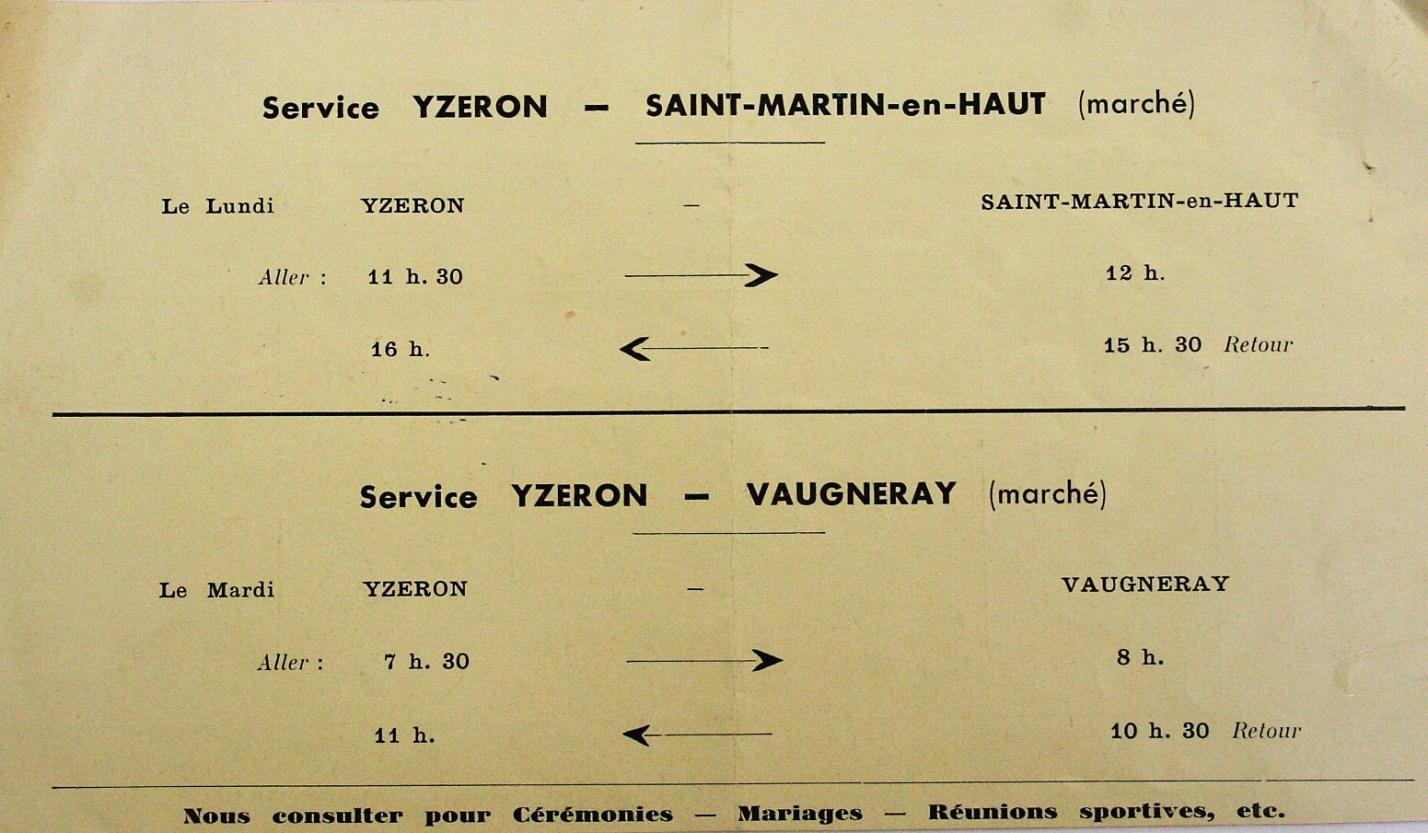 Service YZERON — SAINT-MARTIN-en-HAUT (marché)
Le Lundi YZERON — SAINT-MARTIN-en-HAUT
Aller : 11 h. 30 12 h.
16 h. 15 h. 30 Retour
Service YZERON — VAUGNERAY (marché)
Le Mardi YZERON — VAUGNERAY
Aller : 7 h. 30 8 h.
11 h. 10 h. 30 Retour
Nous consulter pour Cérémonies — Mariages — Réunions sportives, etc.